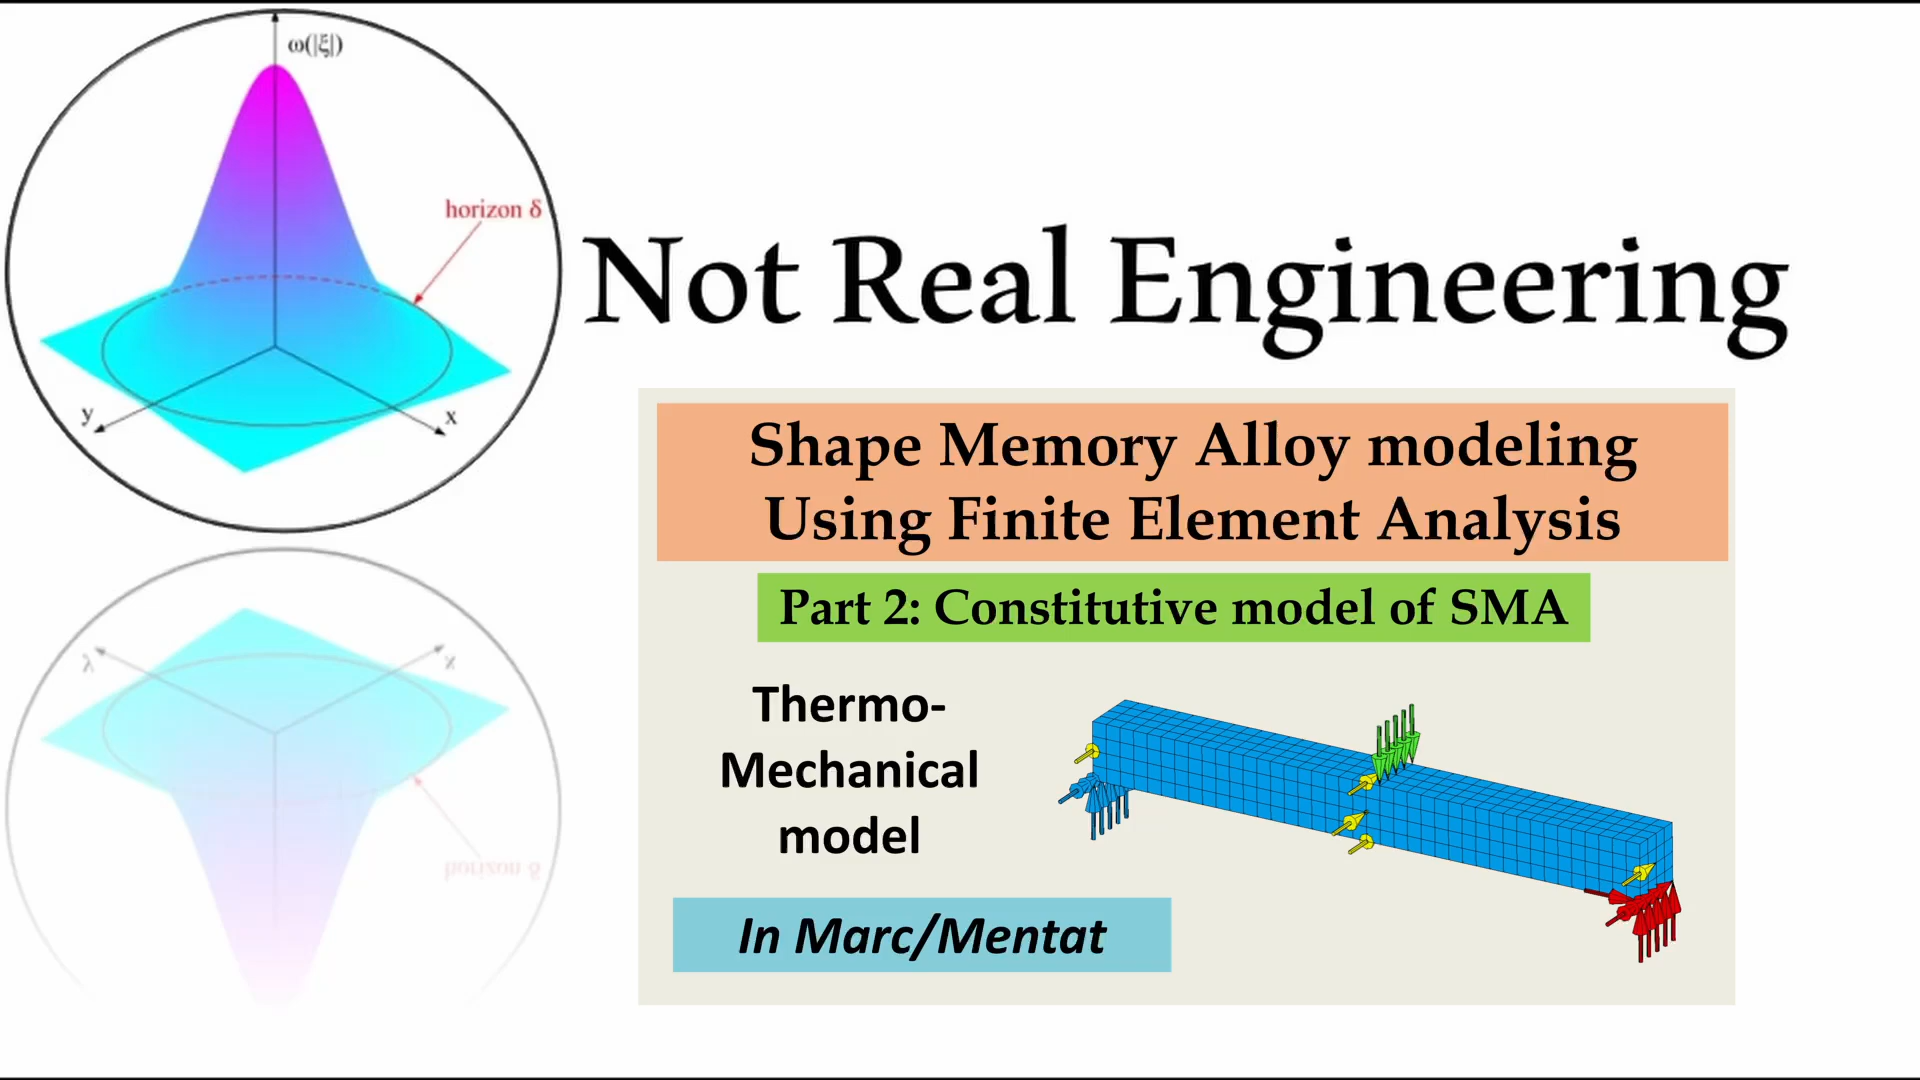 ω(|ξ|)
horizon δ
y
x
Not Real Engineering
Shape Memory Alloy modeling
Using Finite Element Analysis
Part 2: Constitutive model of SMA
Thermo-
Mechanical
model
In Marc/Mentat